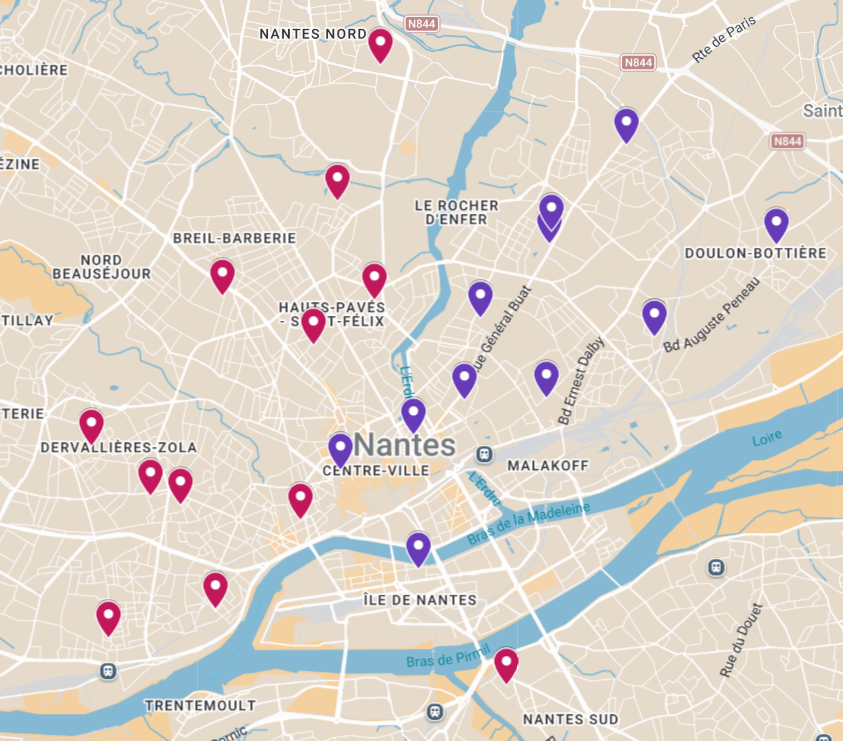 NANTES NORD
N844
Rte de Paris
N844
CHOLIÈRE
Saint
N844
ÉZINE
LE ROCHER
D'ENFER
BREIL-BARBERIE
DOULON-BOTTIÈRE
NORD
BEAUSÉJOUR
HAUTS-PAVÉS
TILLAY
Général Buat
Bd Auguste Peneau
Bd Ernest Dalby
L'Erdre
TERIE
DERVALLIÈRES-ZOLA
Nantes
CENTRE-VILLE
MALAKOFF
Loire
L'Erdre
Bras de la Madeleine
ÎLE DE NANTES
Rue du Douet
Bras de Pirmil
TRENTEMOULT
NANTES SUD
Pornic